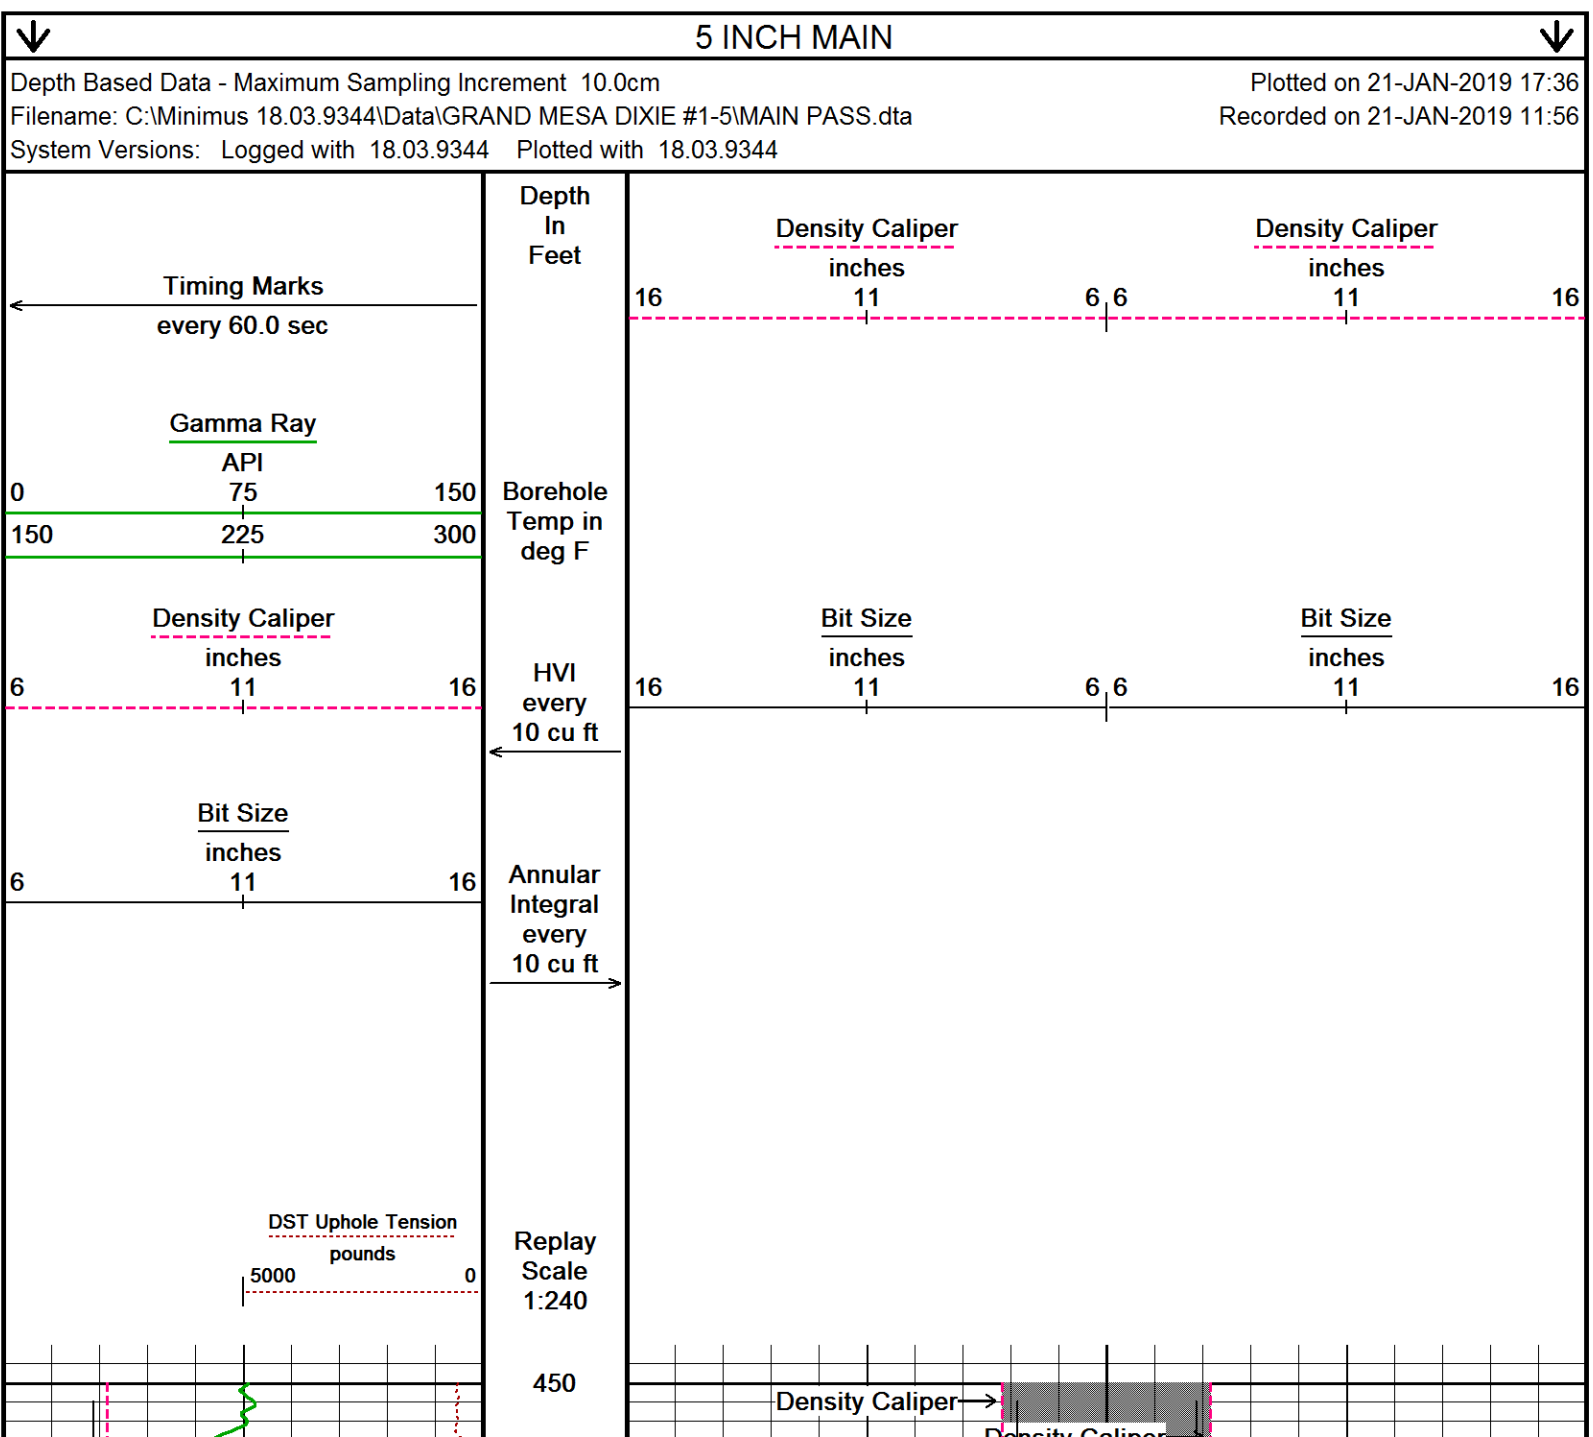 5 INCH MAIN
Depth Based Data - Maximum Sampling Increment 10.0cm
Plotted on 21-JAN-2019 17:36
Filename: C:\Minimus 18.03.9344\Data\GRAND MESA DIXIE #1-5\MAIN PASS.dta
Recorded on 21-JAN-2019 11:56
System Versions: Logged with 18.03.9344 Plotted with 18.03.9344
Timing Marks
every 60.0 sec
Gamma Ray
API
0 75 150
150 225 300
Density Caliper
inches
6 11 16
Bit Size
inches
6 11 16
DST Uphole Tension
pounds
5000 0
Depth
In
Feet
Borehole
Temp in
deg F
HVI
every
10 cu ft
Annular
Integral
every
10 cu ft
Replay
Scale
1:240
450
Density Caliper
inches
16 11 6
Density Caliper
inches
6 11 16
Bit Size
inches
16 11 6
Bit Size
inches
6 11 16
Density Caliper
Density Caliper